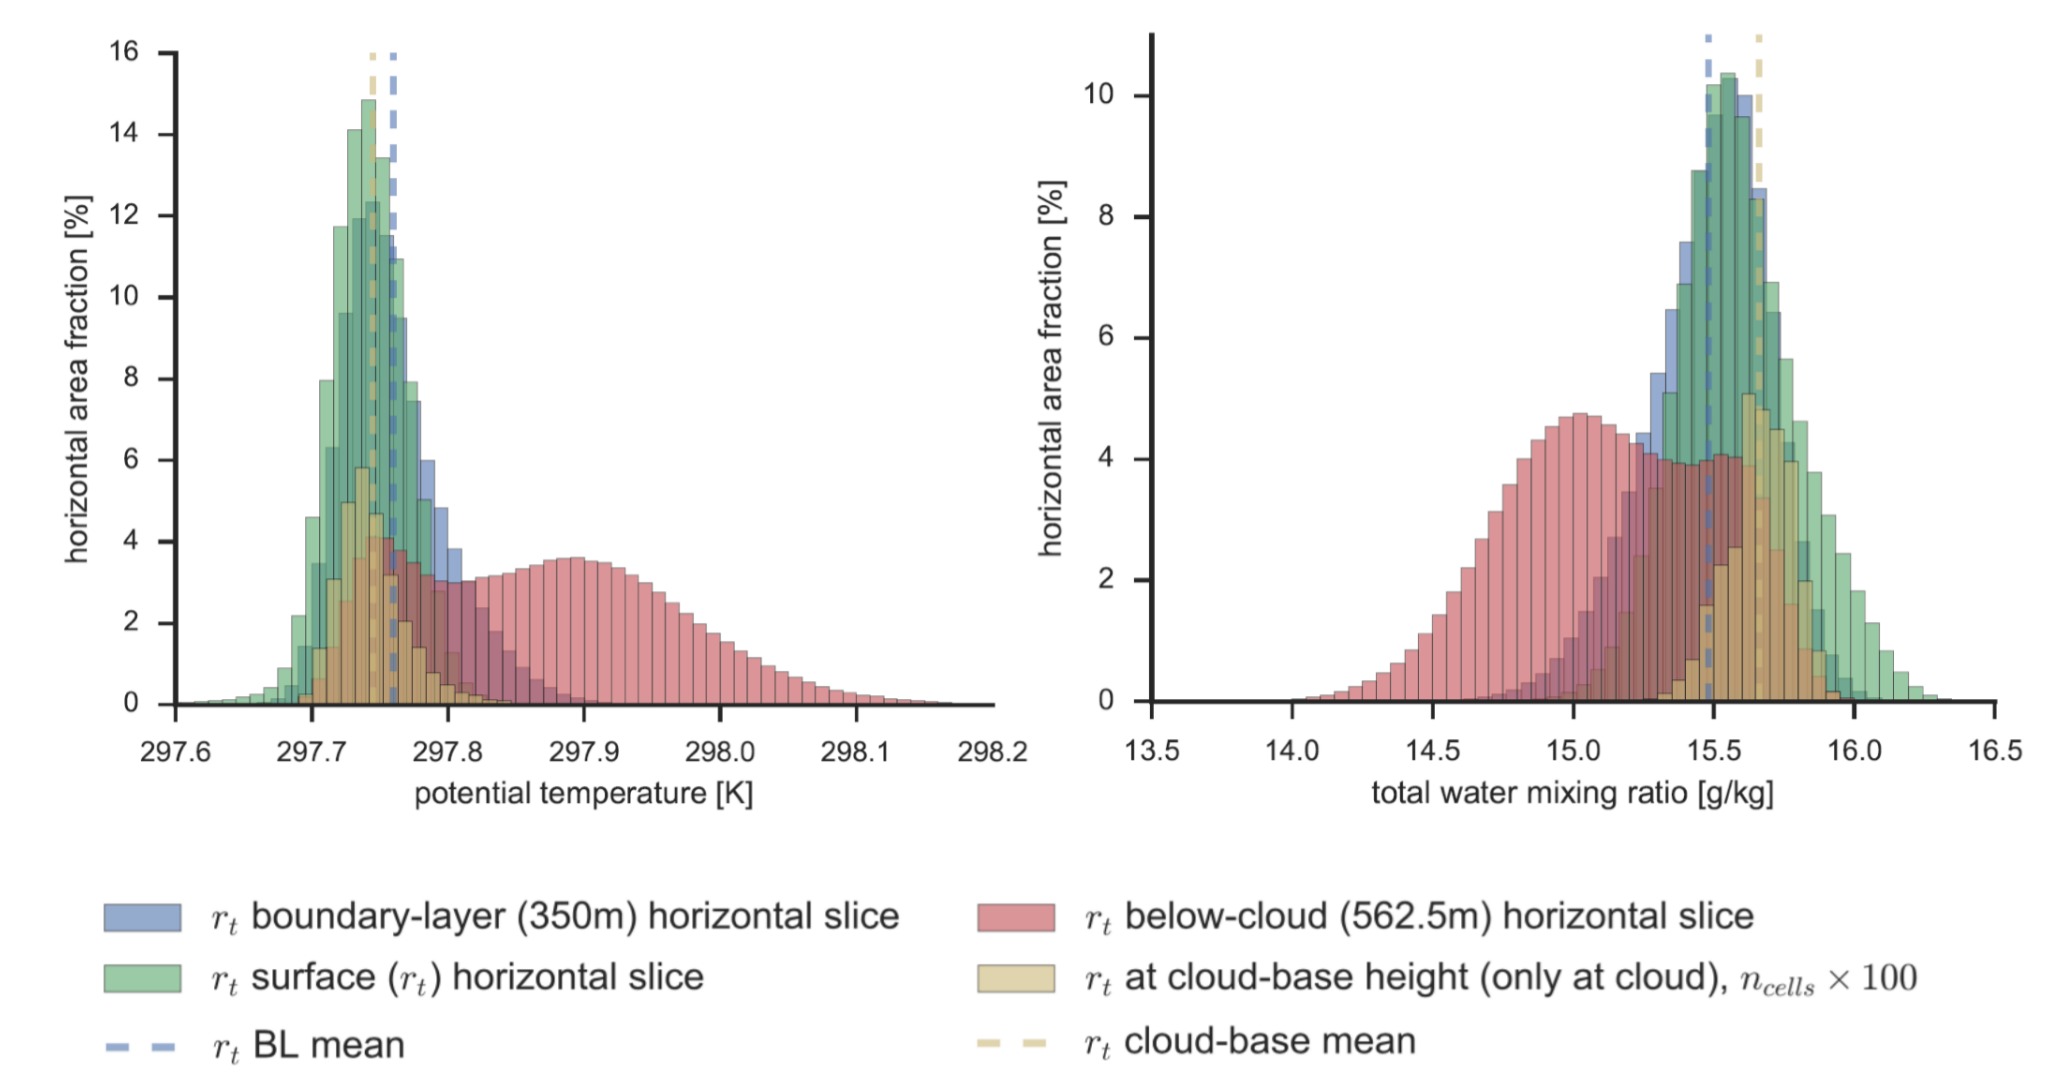 16
14
12
10
8
6
4
2
0
horizontal area fraction [%]
297.6 297.7 297.8 297.9 298.0 298.1 298.2
potential temperature [K]
10
8
6
4
2
0
horizontal area fraction [%]
13.5 14.0 14.5 15.0 15.5 16.0 16.5
total water mixing ratio [g/kg]
r_t boundary-layer (350m) horizontal slice
r_t surface (r_t) horizontal slice
r_t BL mean
r_t below-cloud (562.5m) horizontal slice
r_t at cloud-base height (only at cloud), n_cells × 100
r_t cloud-base mean